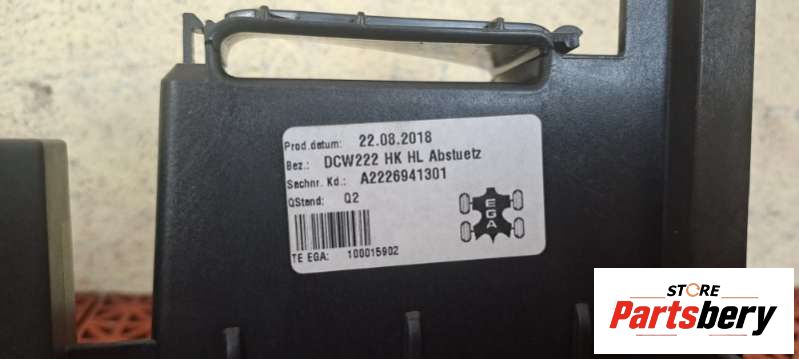 Prod.datum: 22.08.2018
Bez.: DCW222 HK HL Abstuetz
Sachnr. Kd.: A2226941301
QStand: Q2
EGA
TE EGA: 100015902
STORE
Partsbery